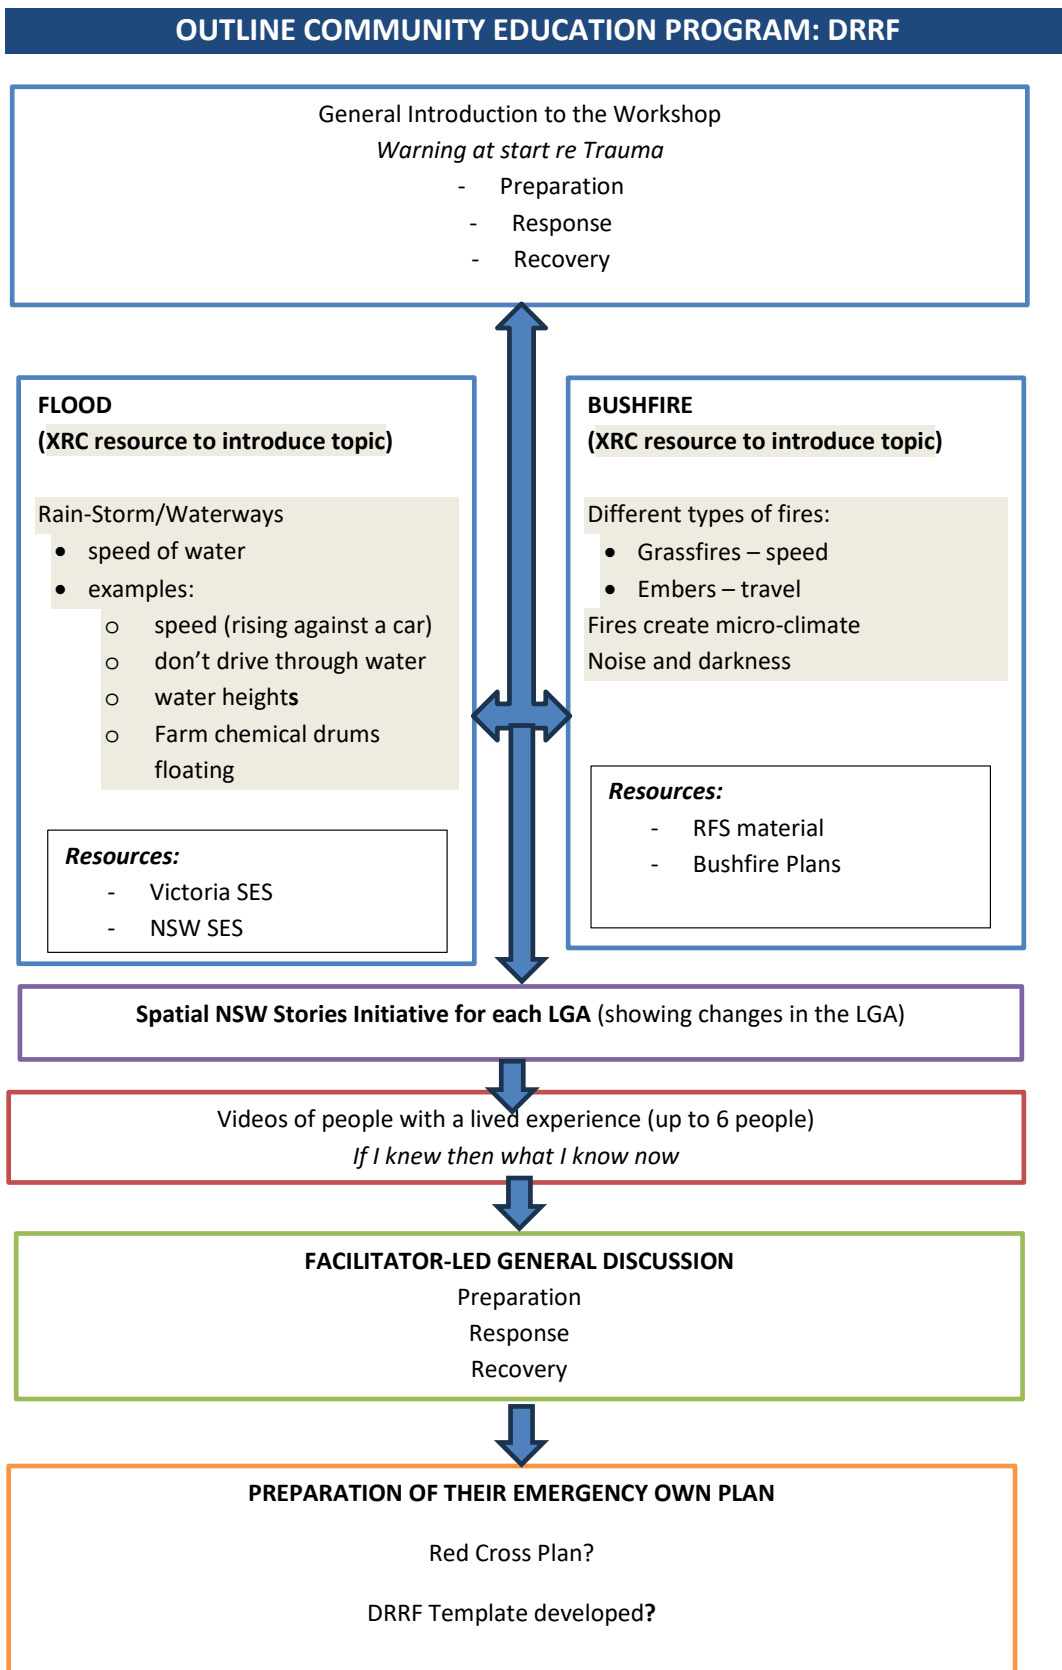 OUTLINE COMMUNITY EDUCATION PROGRAM: DRRF
General Introduction to the Workshop
Warning at start re Trauma
- Preparation
- Response
- Recovery
FLOOD
(XRC resource to introduce topic)
Rain-Storm/Waterways
• speed of water
• examples:
o speed (rising against a car)
o don’t drive through water
o water heights
o Farm chemical drums
floating
Resources:
- Victoria SES
- NSW SES
BUSHFIRE
(XRC resource to introduce topic)
Different types of fires:
• Grassfires – speed
• Embers – travel
Fires create micro-climate
Noise and darkness
Resources:
- RFS material
- Bushfire Plans
Spatial NSW Stories Initiative for each LGA (showing changes in the LGA)
Videos of people with a lived experience (up to 6 people)
If I knew then what I know now
FACILITATOR-LED GENERAL DISCUSSION
Preparation
Response
Recovery
PREPARATION OF THEIR EMERGENCY OWN PLAN
Red Cross Plan?
DRRF Template developed?